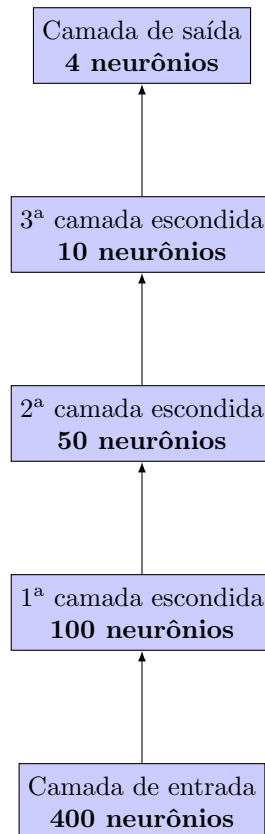 Camada de saída
4 neurônios
3ª camada escondida
10 neurônios
2ª camada escondida
50 neurônios
1ª camada escondida
100 neurônios
Camada de entrada
400 neurônios